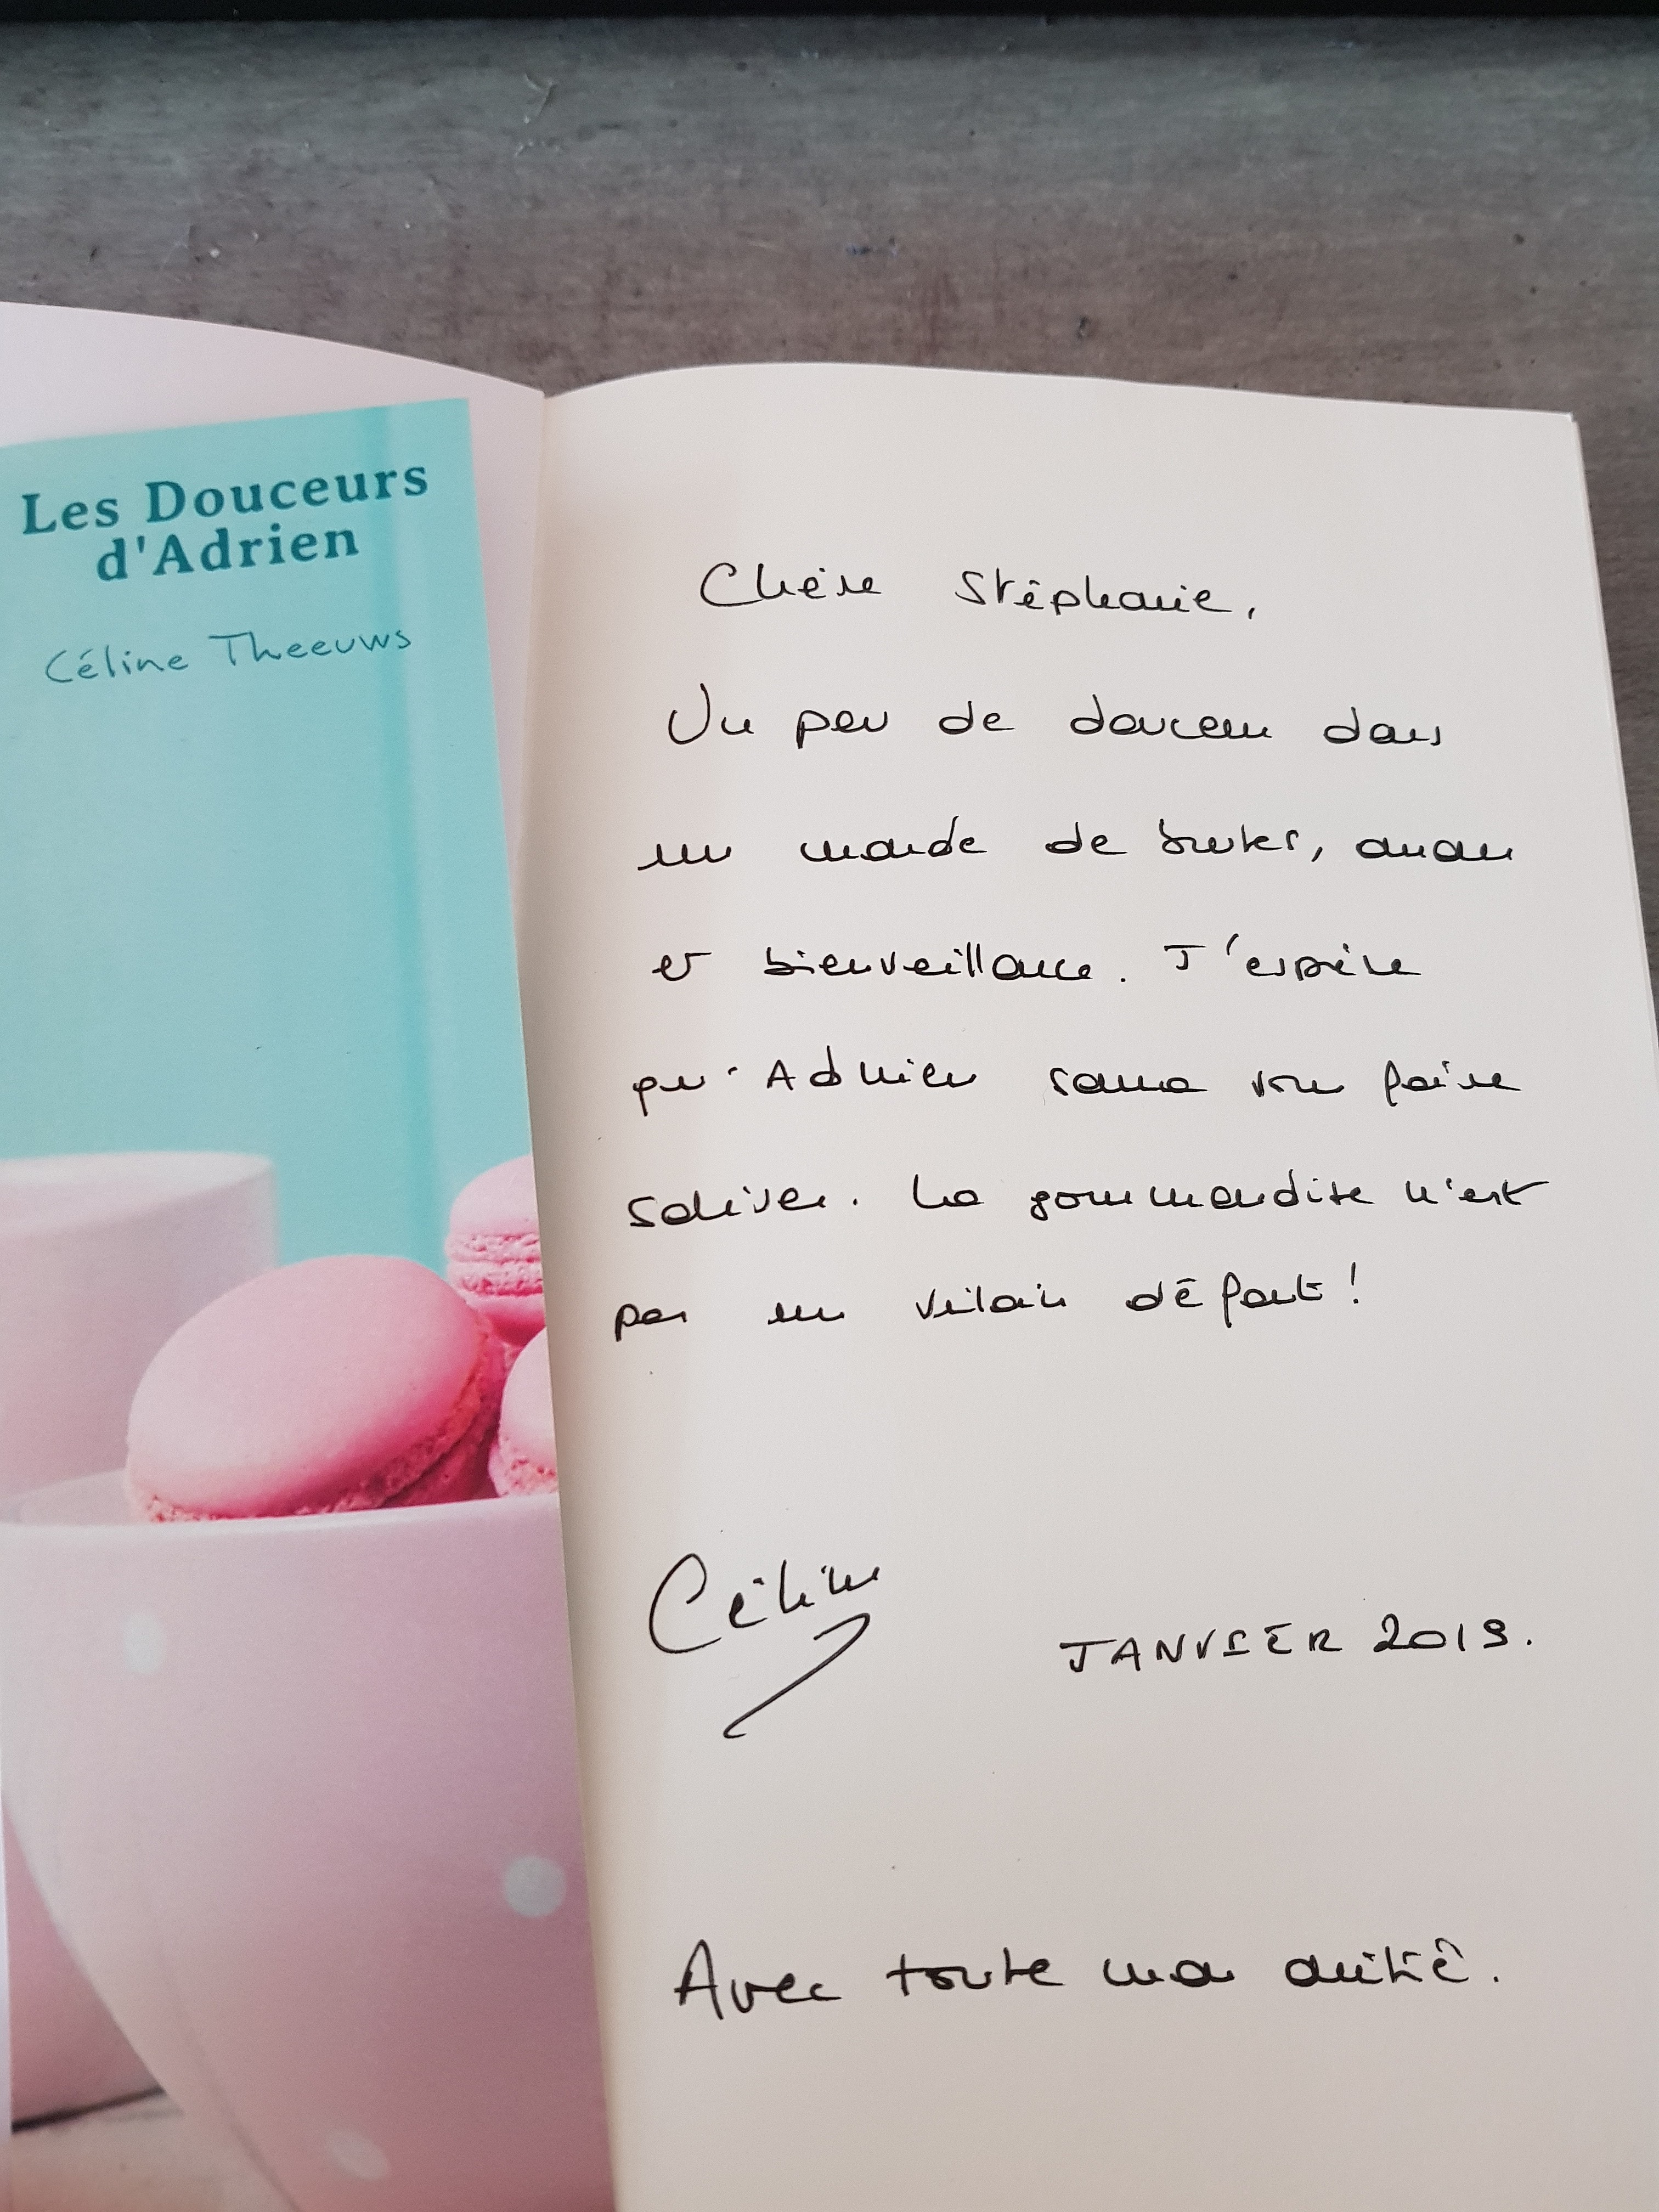 Les Douceurs
d'Adrien
Céline Theeuws
Chère Stéphanie,
Un peu de douceur dans
un monde de brutes, amour
et bienveillance. J'espère
qu'Adrien saura vous faire
saliver. La gourmandise n'est
pas un vilain défaut !
Céline
JANVIER 2019.
Avec toute mon amitié.